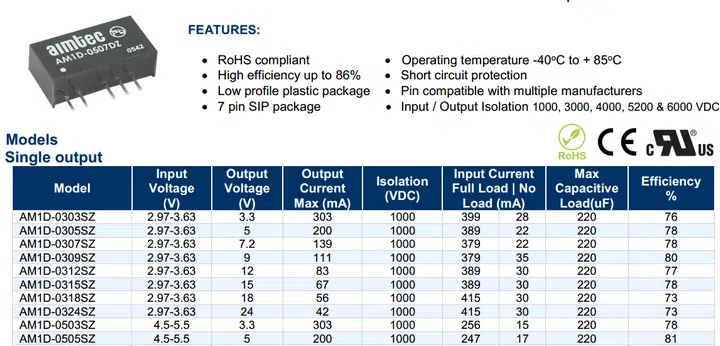 aimtec
AM1D-0507DZ
0542
FEATURES:
• RoHS compliant
• High efficiency up to 86%
• Low profile plastic package
• 7 pin SIP package
• Operating temperature -40ºC to + 85ºC
• Short circuit protection
• Pin compatible with multiple manufacturers
• Input / Output Isolation 1000, 3000, 4000, 5200 & 6000 VDC
Models
Single output
RoHS
CE
c RU US
Model | Input Voltage (V) | Output Voltage (V) | Output Current Max (mA) | Isolation (VDC) | Input Current Full Load | No Load (mA) | Max Capacitive Load(uF) | Efficiency %
AM1D-0303SZ 2.97-3.63 3.3 303 1000 399 28 220 76
AM1D-0305SZ 2.97-3.63 5 200 1000 389 22 220 78
AM1D-0307SZ 2.97-3.63 7.2 139 1000 379 22 220 78
AM1D-0309SZ 2.97-3.63 9 111 1000 379 35 220 80
AM1D-0312SZ 2.97-3.63 12 83 1000 389 30 220 77
AM1D-0315SZ 2.97-3.63 15 67 1000 389 30 220 78
AM1D-0318SZ 2.97-3.63 18 56 1000 415 30 220 73
AM1D-0324SZ 2.97-3.63 24 42 1000 415 30 220 73
AM1D-0503SZ 4.5-5.5 3.3 303 1000 256 15 220 78
AM1D-0505SZ 4.5-5.5 5 200 1000 247 17 220 81